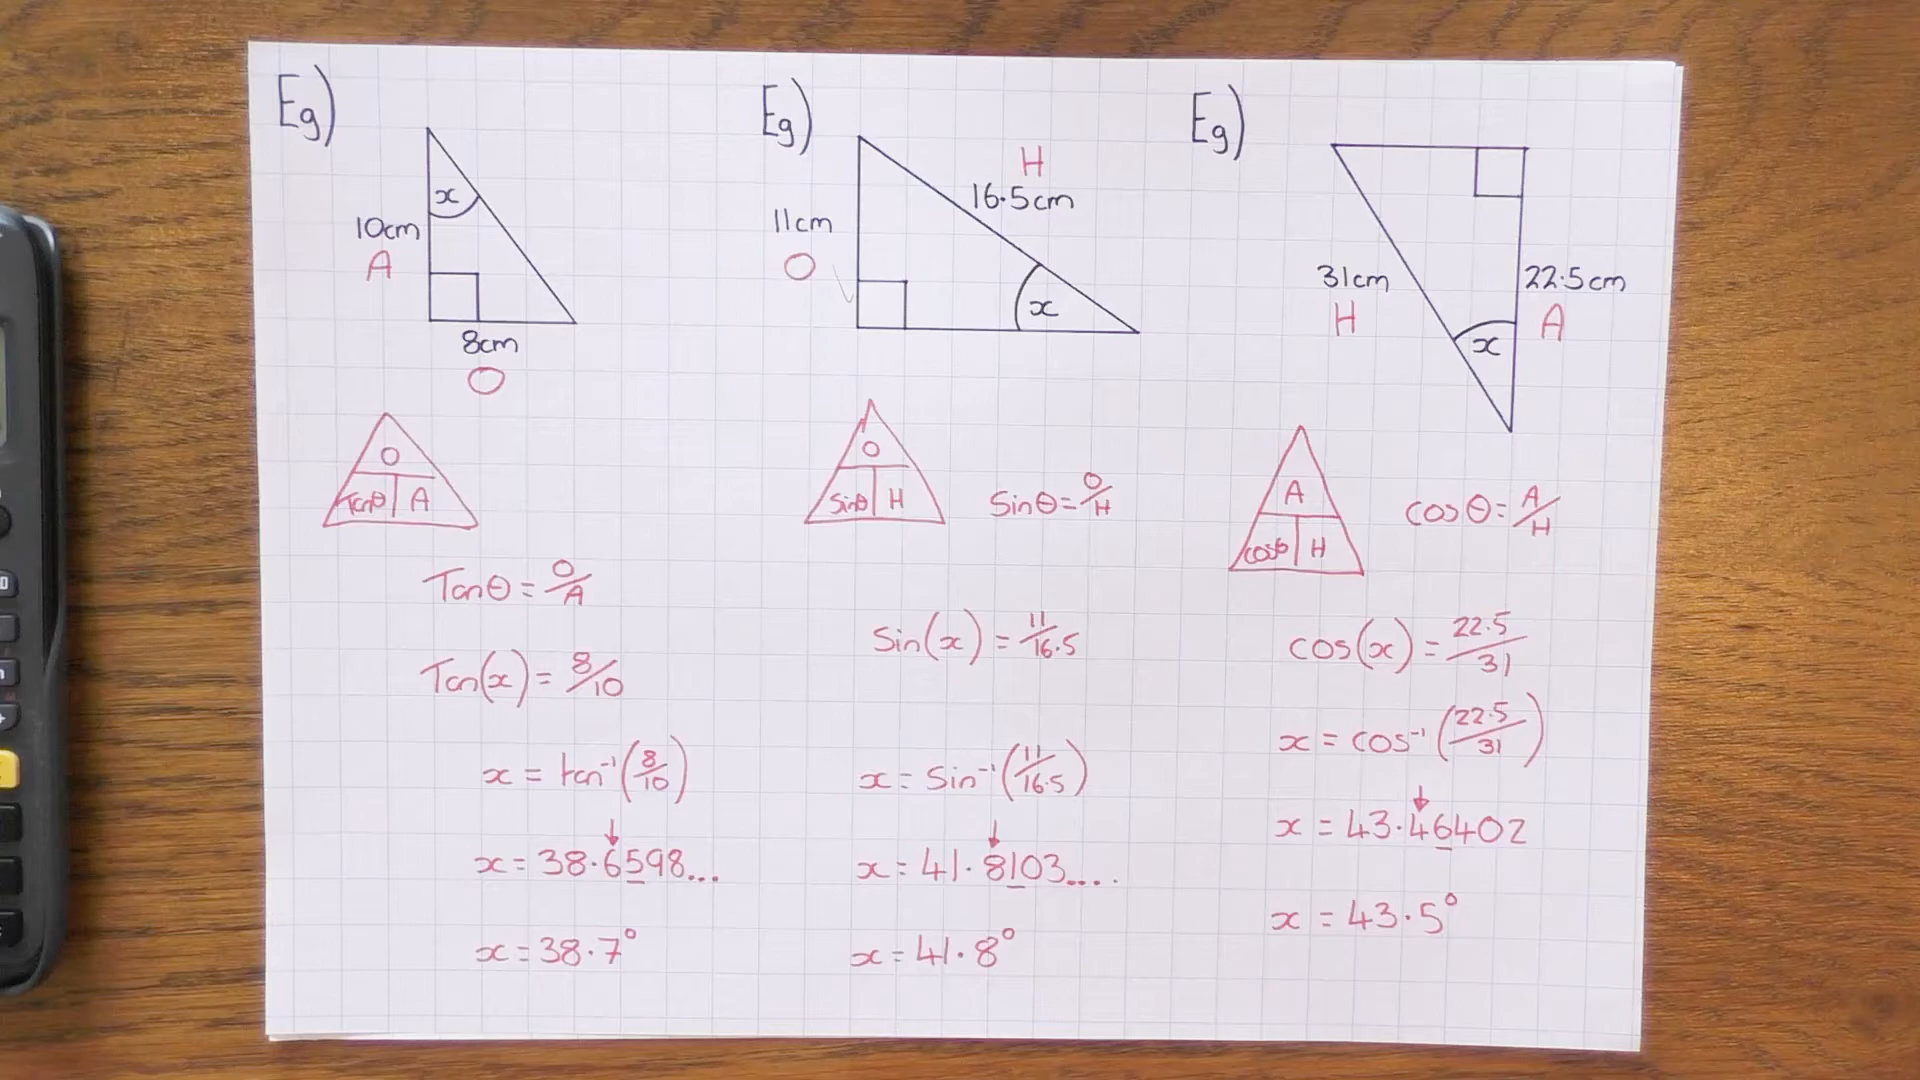 Eg)
x
10cm
A
8cm
O
O
Tanθ A
Tanθ = O/A
Tan(x) = 8/10
x = tan⁻¹(8/10)
x = 38.6598...
x = 38.7°
Eg)
H
16.5cm
11cm
O
x
O
Sinθ H
Sinθ = O/H
Sin(x) = 11/16.5
x = Sin⁻¹(11/16.5)
x = 41.8103....
x = 41.8°
Eg)
31cm
H
22.5cm
A
x
A
cosθ H
cosθ = A/H
cos(x) = 22.5/31
x = cos⁻¹(22.5/31)
x = 43.46402
x = 43.5°